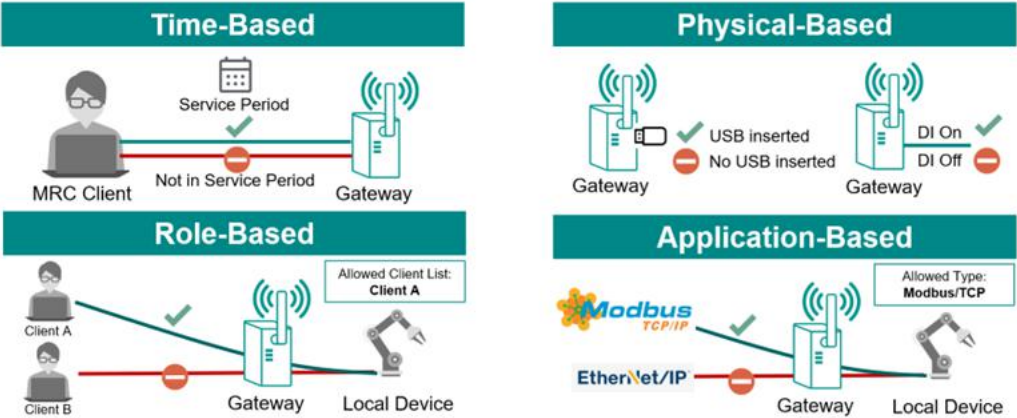 Time-Based
Service Period
Not in Service Period
MRC Client
Gateway
Physical-Based
USB inserted
No USB inserted
Gateway
DI On
DI Off
Gateway
Role-Based
Allowed Client List:
Client A
Client A
Client B
Gateway
Local Device
Application-Based
Allowed Type:
Modbus/TCP
Modbus
TCP/IP
EtherNet/IP
Gateway
Local Device